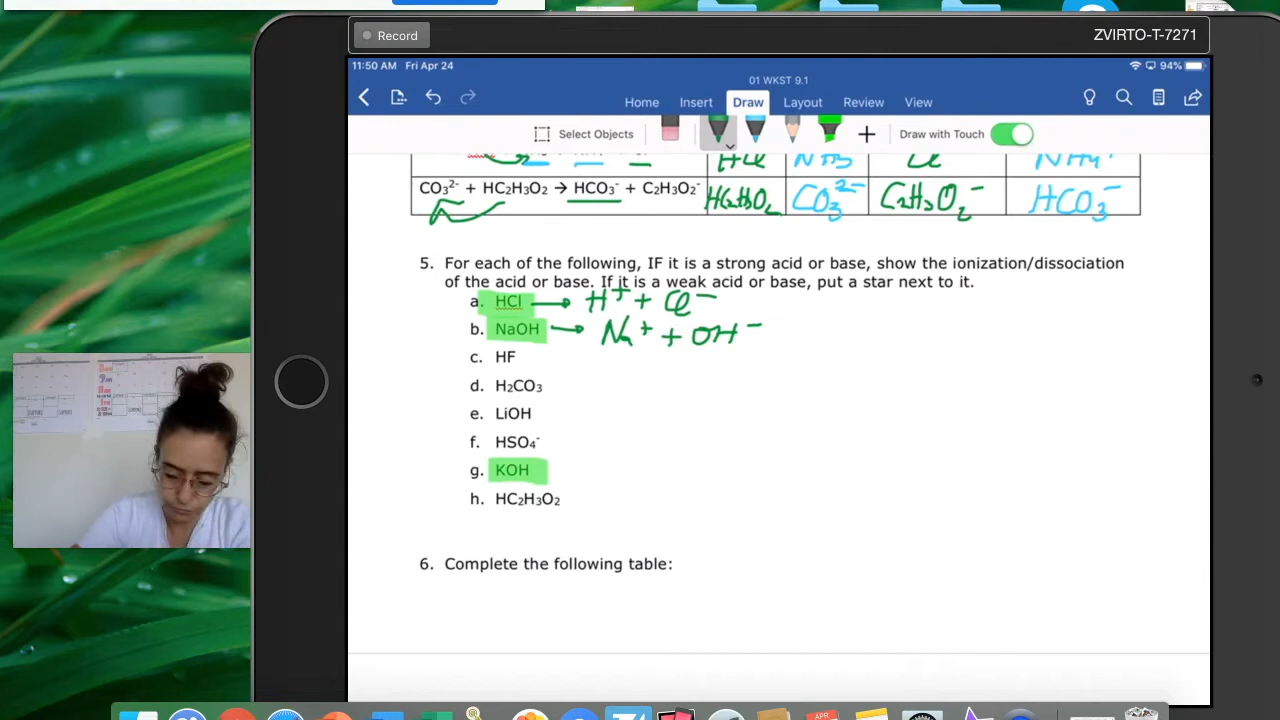 Record
ZVIRTO-T-7271
11:50 AM Fri Apr 24
94%
01 WKST 9.1
Home Insert Draw Layout Review View
Select Objects
Draw with Touch
HCl NH3 Cl NH4+
CO3²⁻ + HC2H3O2 → HCO3⁻ + C2H3O2⁻ HC2H3O2 CO3²⁻ C2H3O2⁻ HCO3⁻
5. For each of the following, IF it is a strong acid or base, show the ionization/dissociation
of the acid or base. If it is a weak acid or base, put a star next to it.
a. HCl → H⁺ + Cl⁻
b. NaOH → Na⁺ + OH⁻
c. HF
d. H2CO3
e. LiOH
f. HSO4⁻
g. KOH
h. HC2H3O2
6. Complete the following table: